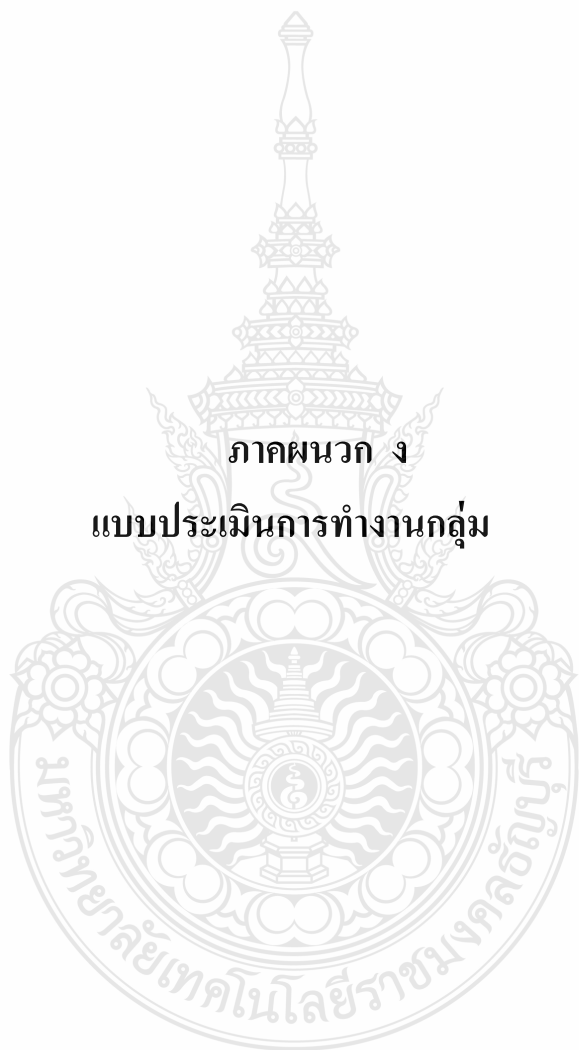 ภาคผนวก ง
แบบประเมินการทำงานกลุ่ม
มหาวิทยาลัยเทคโนโลยีราชมงคลธัญบุรี